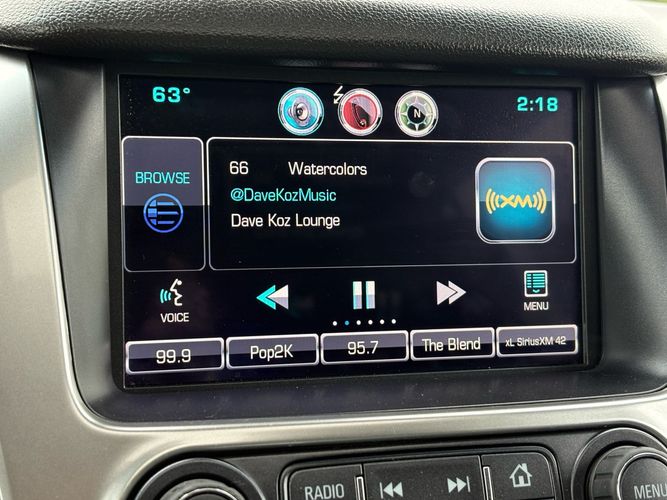 63°
N
2:18
BROWSE
66 Watercolors
@DaveKozMusic
Dave Koz Lounge
((XM))
VOICE
MENU
99.9
Pop2K
95.7
The Blend
xL SiriusXM 42
RADIO
MENU